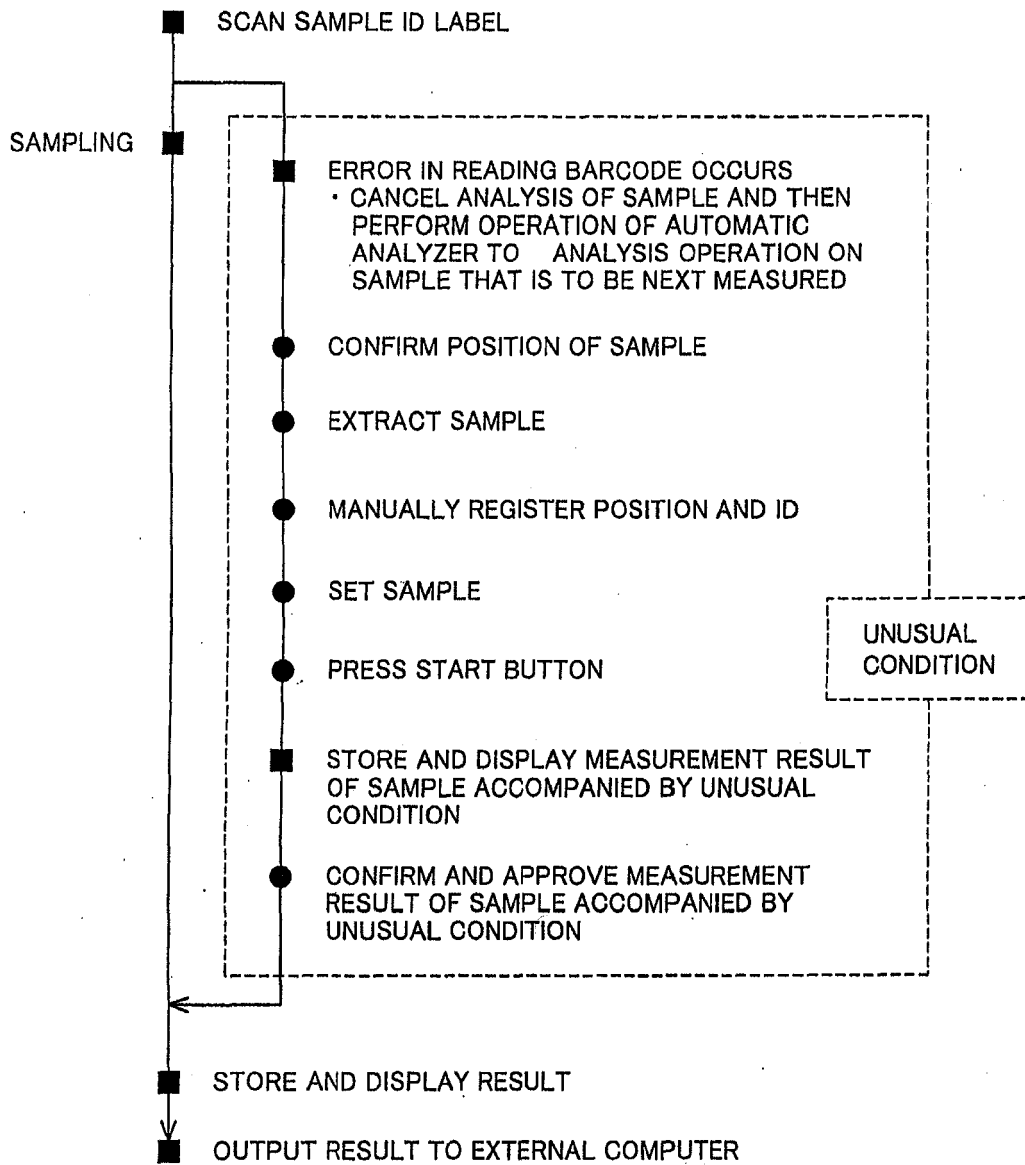 SCAN SAMPLE ID LABEL
SAMPLING
ERROR IN READING BARCODE OCCURS
· CANCEL ANALYSIS OF SAMPLE AND THEN
PERFORM OPERATION OF AUTOMATIC
ANALYZER TO ANALYSIS OPERATION ON
SAMPLE THAT IS TO BE NEXT MEASURED
CONFIRM POSITION OF SAMPLE
EXTRACT SAMPLE
MANUALLY REGISTER POSITION AND ID
SET SAMPLE
UNUSUAL
CONDITION
PRESS START BUTTON
STORE AND DISPLAY MEASUREMENT RESULT
OF SAMPLE ACCOMPANIED BY UNUSUAL
CONDITION
CONFIRM AND APPROVE MEASUREMENT
RESULT OF SAMPLE ACCOMPANIED BY
UNUSUAL CONDITION
STORE AND DISPLAY RESULT
OUTPUT RESULT TO EXTERNAL COMPUTER